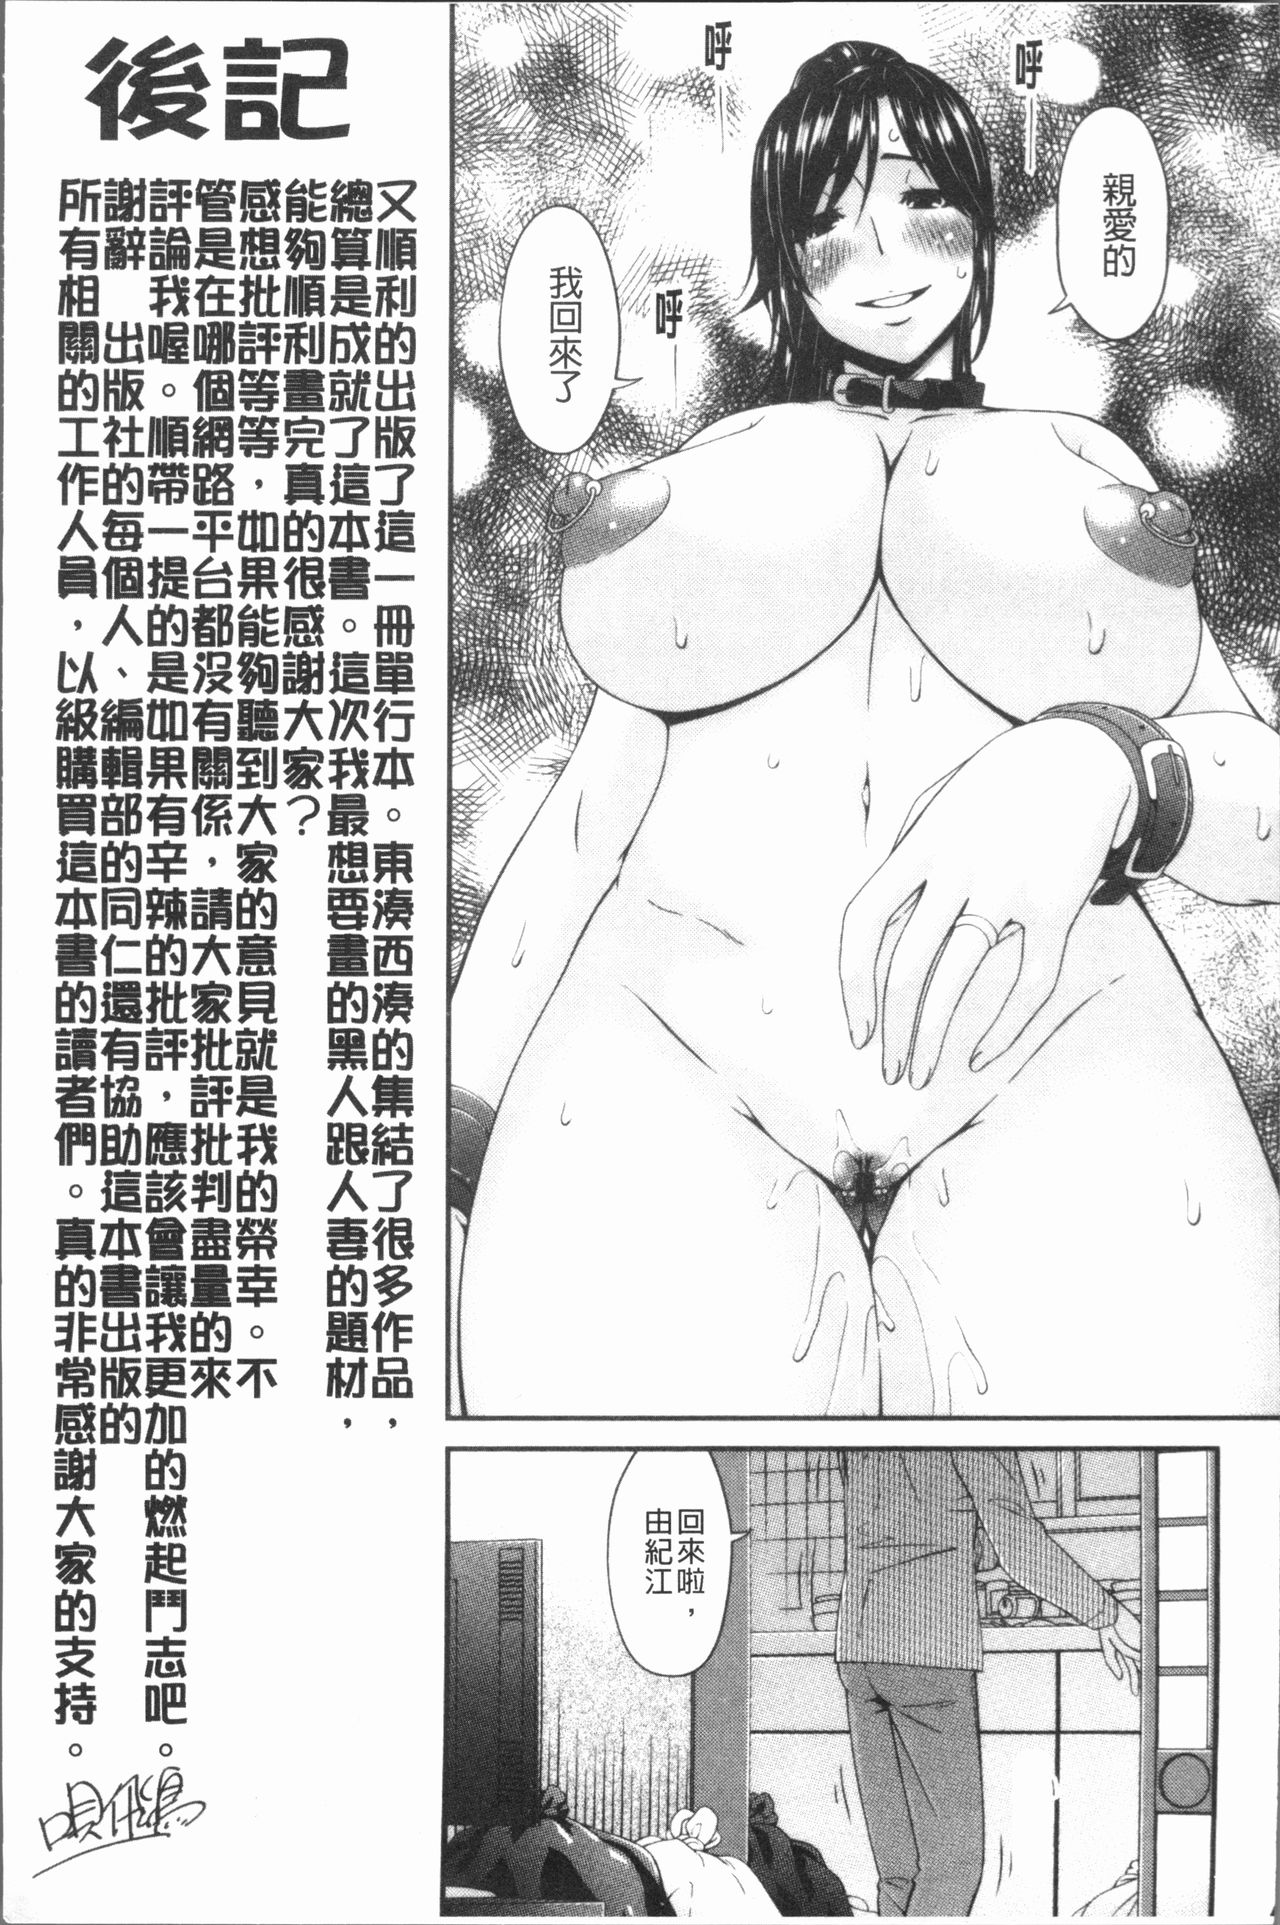 呼
呼
親愛的
呼
我回來了
回來啦，
由紀江
後記
又順利的出版了這一冊單行本。東湊西湊的集結了很多作品，
總算是成就了這本書。這次我最想要畫的黑人跟人妻的題材，
能夠順利畫完真的很感謝大家？
感想批評等等，如果能夠聽到大家的意見就是我的榮幸。不
管是在哪個網路平台都沒有關係，請大家批評批判盡量的來
評論我喔。順帶一提的是如果有辛辣的批評，應該會讓我更加的燃起鬥志吧。
謝辭　出版社的每個人、編輯部的同仁還有協助這本書出版的
所有相關的工作人員，以級購買這本書的讀者們。真的非常感謝大家的支持。
唄飛鳥